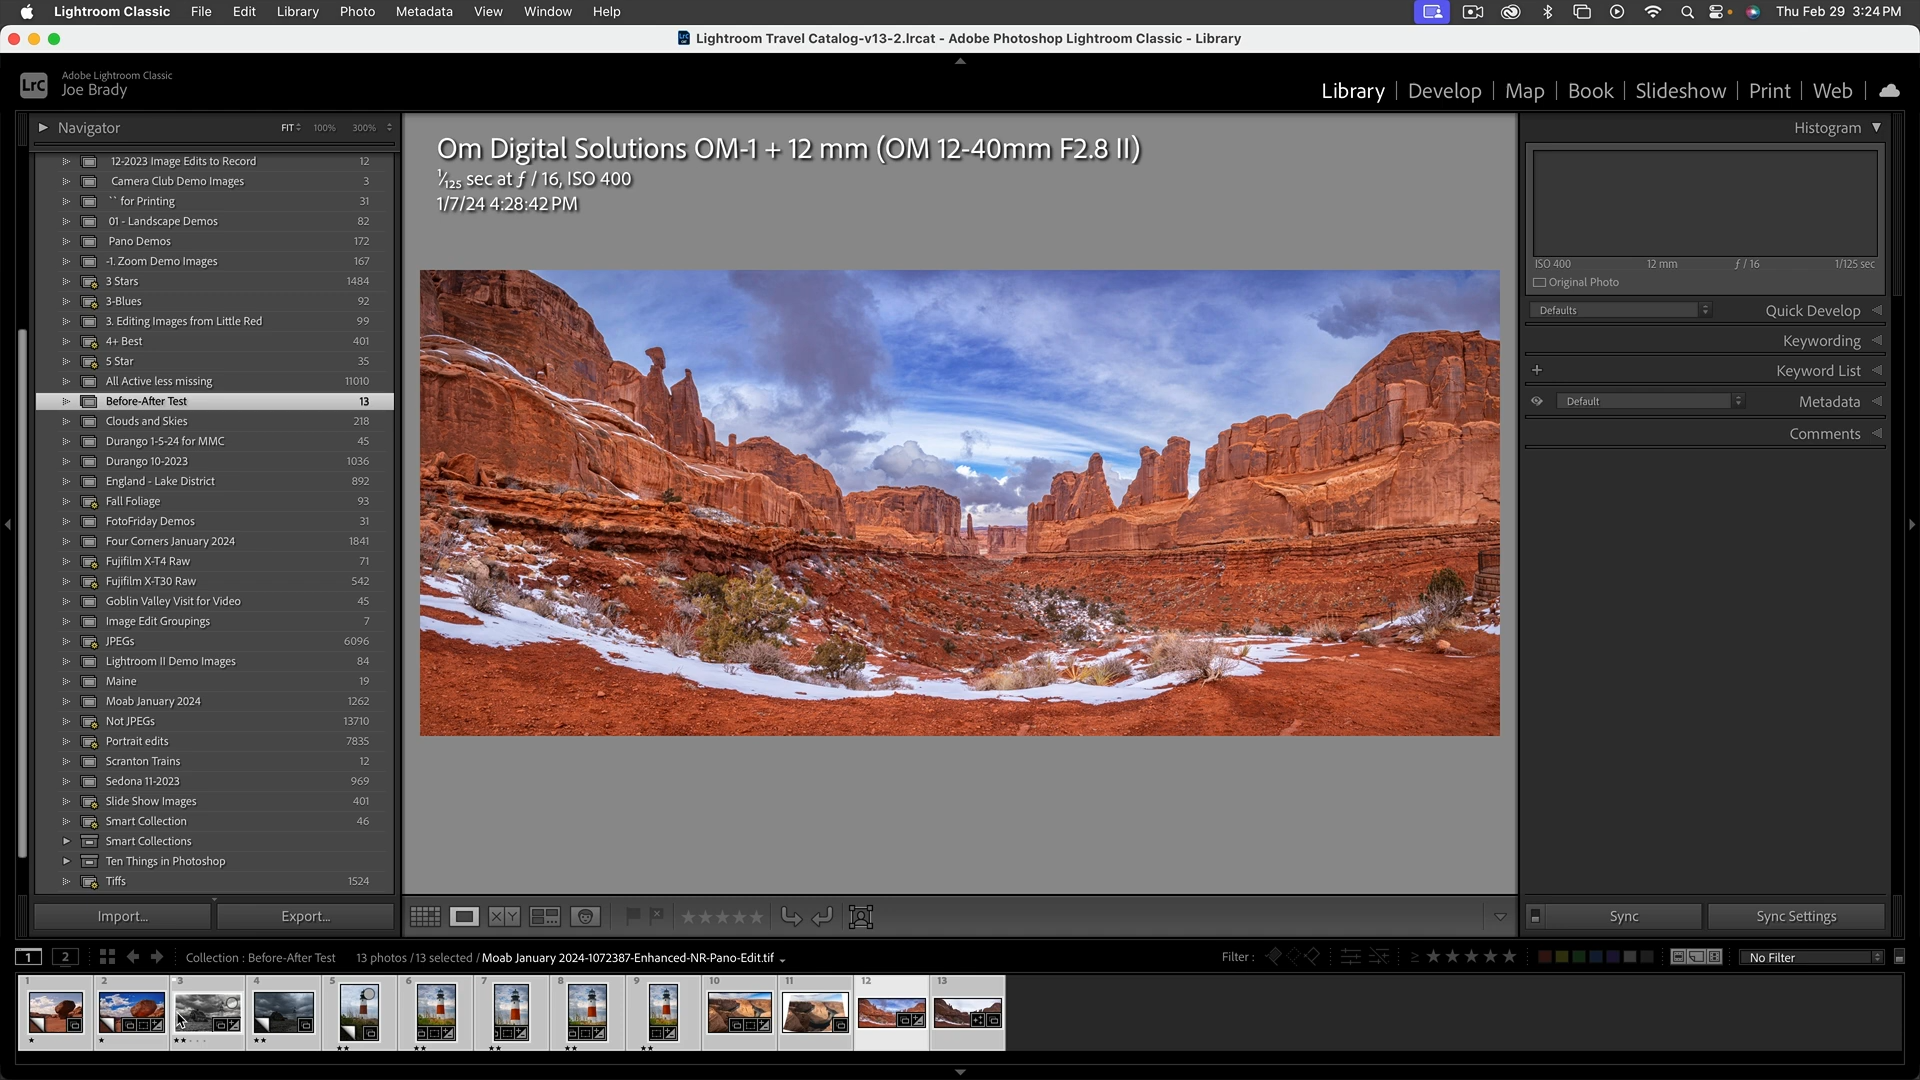 Lightroom Classic File Edit Library Photo Metadata View Window Help Thu Feb 29 3:24 PM
Lightroom Travel Catalog-v13-2.lrcat - Adobe Photoshop Lightroom Classic - Library
LrC Adobe Lightroom Classic
Joe Brady
Library | Develop | Map | Book | Slideshow | Print | Web
Navigator FIT 100% 300%
12-2023 Image Edits to Record 12
Camera Club Demo Images 3
`` for Printing 31
01 - Landscape Demos 82
Pano Demos 172
-1. Zoom Demo Images 167
3 Stars 1484
3-Blues 92
3. Editing Images from Little Red 99
4+ Best 401
5 Star 35
All Active less missing 11010
Before-After Test 13
Clouds and Skies 218
Durango 1-5-24 for MMC 45
Durango 10-2023 1036
England - Lake District 892
Fall Foliage 93
FotoFriday Demos 31
Four Corners January 2024 1841
Fujifilm X-T4 Raw 71
Fujifilm X-T30 Raw 542
Goblin Valley Visit for Video 45
Image Edit Groupings 7
JPEGs 6096
Lightroom II Demo Images 84
Maine 19
Moab January 2024 1262
Not JPEGs 13710
Portrait edits 7835
Scranton Trains 12
Sedona 11-2023 969
Slide Show Images 401
Smart Collection 46
Smart Collections
Ten Things in Photoshop
Tiffs 1524
Import... Export...
Om Digital Solutions OM-1 + 12 mm (OM 12-40mm F2.8 II)
1/125 sec at ƒ / 16, ISO 400
1/7/24 4:28:42 PM
X Y
Histogram
ISO 400 12 mm ƒ / 16 1/125 sec
Original Photo
Defaults Quick Develop
Keywording
+ Keyword List
Default Metadata
Comments
Sync Sync Settings
1 2 Collection : Before-After Test 13 photos / 13 selected / Moab January 2024-1072387-Enhanced-NR-Pano-Edit.tif Filter : ≥ No Filter
1 2 3 4 5 6 7 8 9 10 11 12 13